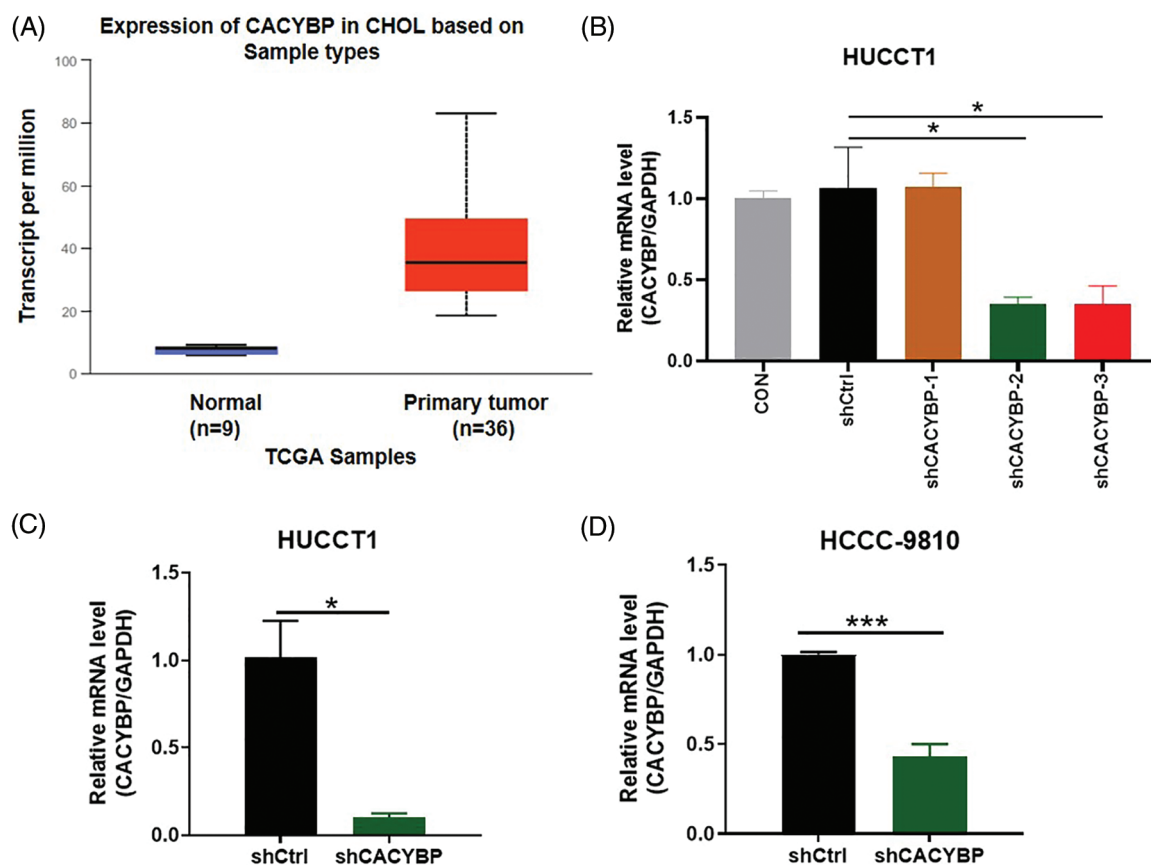 (A)
Expression of CACYBP in CHOL based on
Sample types
Transcript per million
100
80
60
40
20
0
Normal
(n=9)
Primary tumor
(n=36)
TCGA Samples
(B)
HUCCT1
Relative mRNA level
(CACYBP/GAPDH)
1.5
1.0
0.5
0.0
*
*
CON
shCtrl
shCACYBP-1
shCACYBP-2
shCACYBP-3
(C)
HUCCT1
Relative mRNA level
(CACYBP/GAPDH)
1.5
1.0
0.5
0.0
*
shCtrl
shCACYBP
(D)
HCCC-9810
Relative mRNA level
(CACYBP/GAPDH)
1.5
1.0
0.5
0.0
***
shCtrl
shCACYBP